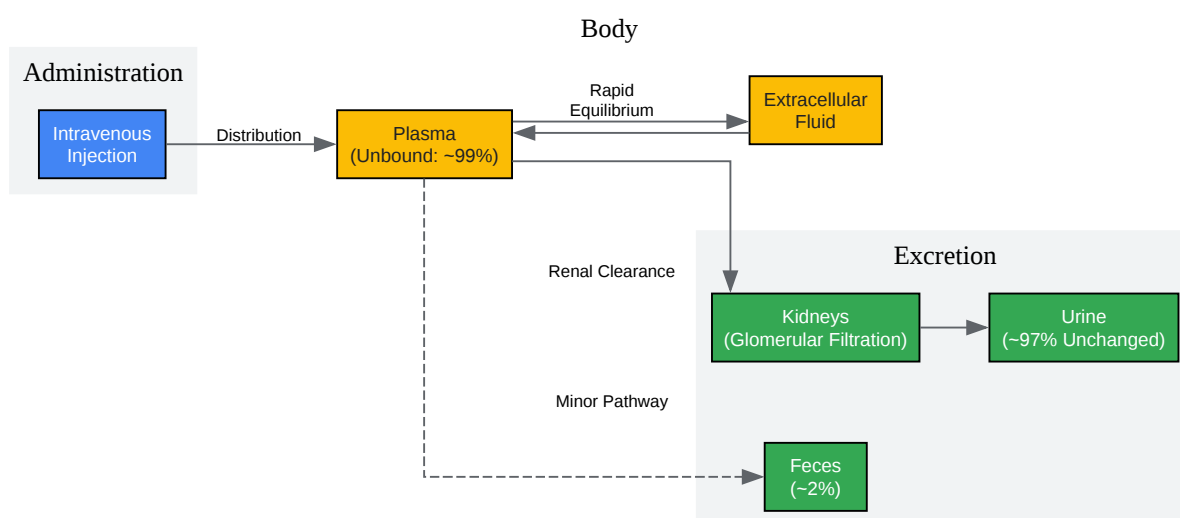 Body
Administration
Intravenous
Injection
Distribution
Plasma
(Unbound: ~99%)
Rapid
Equilibrium
Extracellular
Fluid
Renal Clearance
Excretion
Kidneys
(Glomerular Filtration)
Urine
(~97% Unchanged)
Minor Pathway
Feces
(~2%)